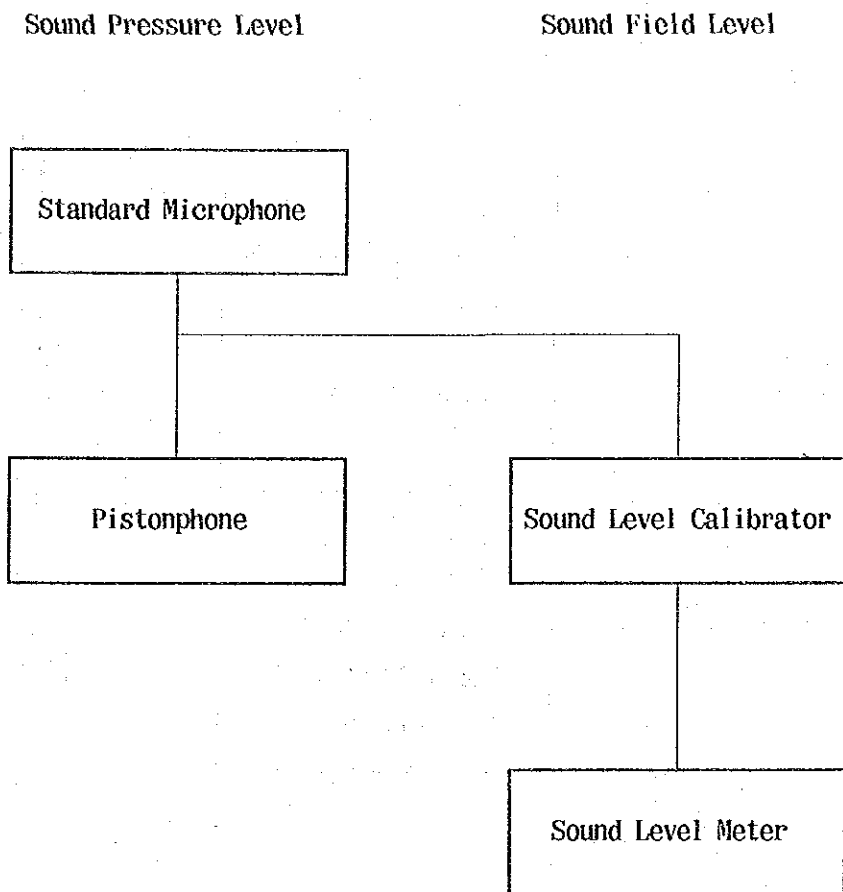 Sound Pressure Level
Sound Field Level
Standard Microphone
Pistonphone
Sound Level Calibrator
Sound Level Meter